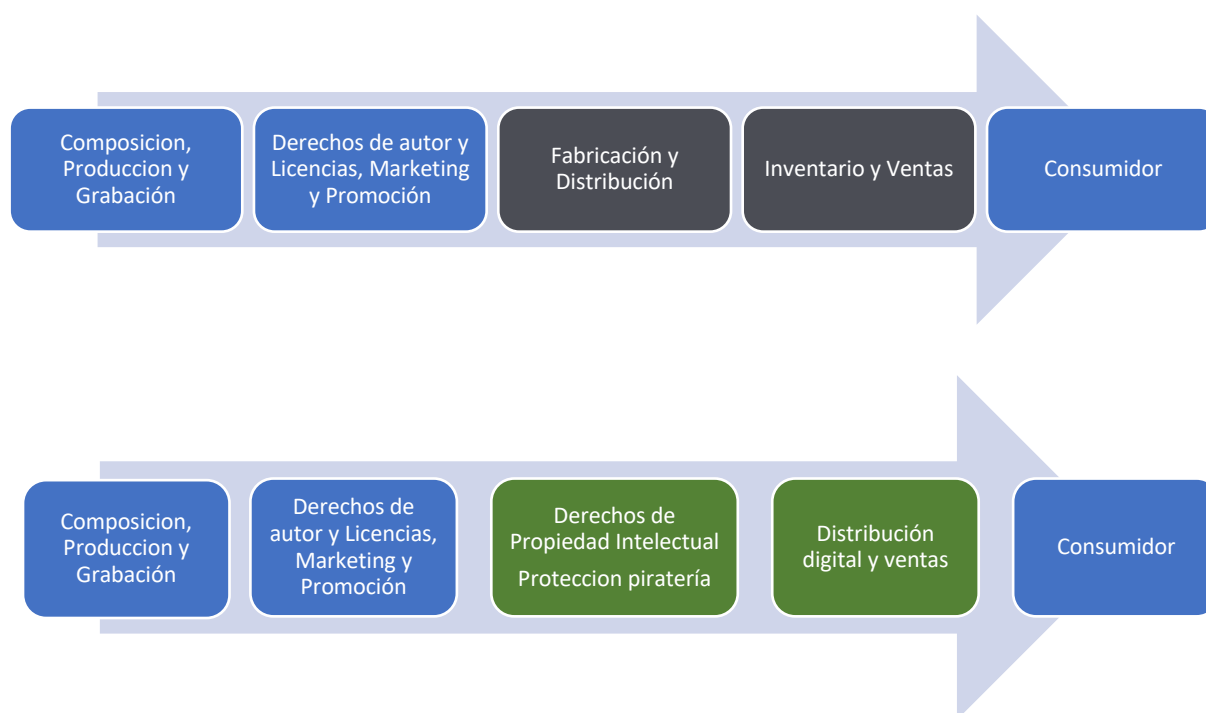 Composicion,
Produccion y
Grabación
Derechos de autor y
Licencias, Marketing
y Promoción
Fabricación y
Distribución
Inventario y Ventas
Consumidor
Composicion,
Produccion y
Grabación
Derechos de
autor y Licencias,
Marketing y
Promoción
Derechos de
Propiedad Intelectual
Proteccion piratería
Distribución
digital y ventas
Consumidor